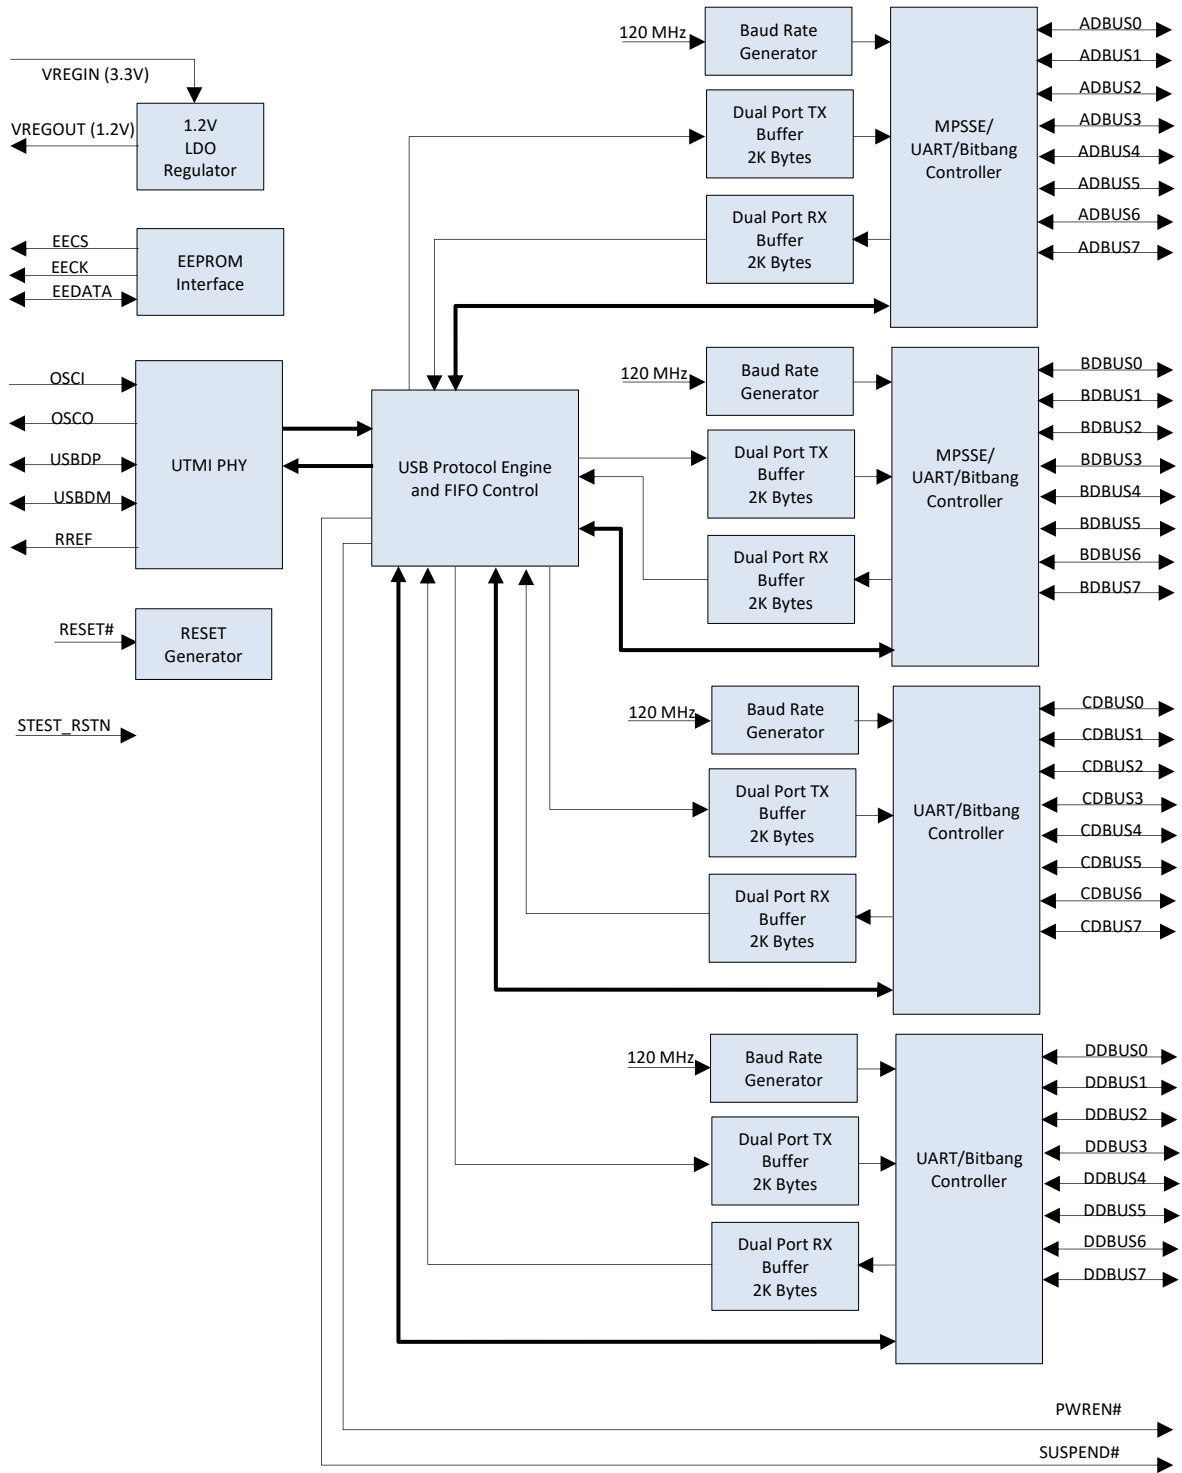 VREGIN (3.3V)
VREGOUT (1.2V)
1.2V
LDO
Regulator
EECS
EECK
EEDATA
EEPROM
Interface
OSCI
OSCO
USBDP
USBDM
RREF
UTMI PHY
RESET#
RESET
Generator
STEST_RSTN
USB Protocol Engine
and FIFO Control
120 MHz
Baud Rate
Generator
Dual Port TX
Buffer
2K Bytes
Dual Port RX
Buffer
2K Bytes
MPSSE/
UART/Bitbang
Controller
ADBUS0
ADBUS1
ADBUS2
ADBUS3
ADBUS4
ADBUS5
ADBUS6
ADBUS7
120 MHz
Baud Rate
Generator
Dual Port TX
Buffer
2K Bytes
Dual Port RX
Buffer
2K Bytes
MPSSE/
UART/Bitbang
Controller
BDBUS0
BDBUS1
BDBUS2
BDBUS3
BDBUS4
BDBUS5
BDBUS6
BDBUS7
120 MHz
Baud Rate
Generator
Dual Port TX
Buffer
2K Bytes
Dual Port RX
Buffer
2K Bytes
UART/Bitbang
Controller
CDBUS0
CDBUS1
CDBUS2
CDBUS3
CDBUS4
CDBUS5
CDBUS6
CDBUS7
120 MHz
Baud Rate
Generator
Dual Port TX
Buffer
2K Bytes
Dual Port RX
Buffer
2K Bytes
UART/Bitbang
Controller
DDBUS0
DDBUS1
DDBUS2
DDBUS3
DDBUS4
DDBUS5
DDBUS6
DDBUS7
PWREN#
SUSPEND#